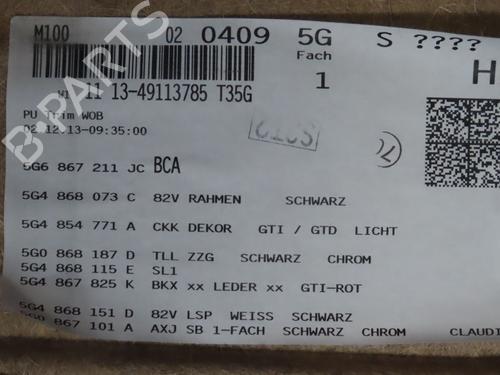 M100 02 0409 5G S ????
Fach
1 H
11 13-49113785 T35G
PU Trim WOB
02.12.13-09:35:00
5G6 867 211 JC BCA
5G4 868 073 C 82V RAHMEN SCHWARZ
5G4 854 771 A CKK DEKOR GTI / GTD LICHT
5G0 868 187 D TLL ZZG SCHWARZ CHROM
5G4 868 115 E SL1
5G4 867 825 K BKX xx LEDER xx GTI-ROT
5G4 868 151 D 82V LSP WEISS SCHWARZ
5G0 867 101 A AXJ SB 1-FACH SCHWARZ CHROM CLAUDI